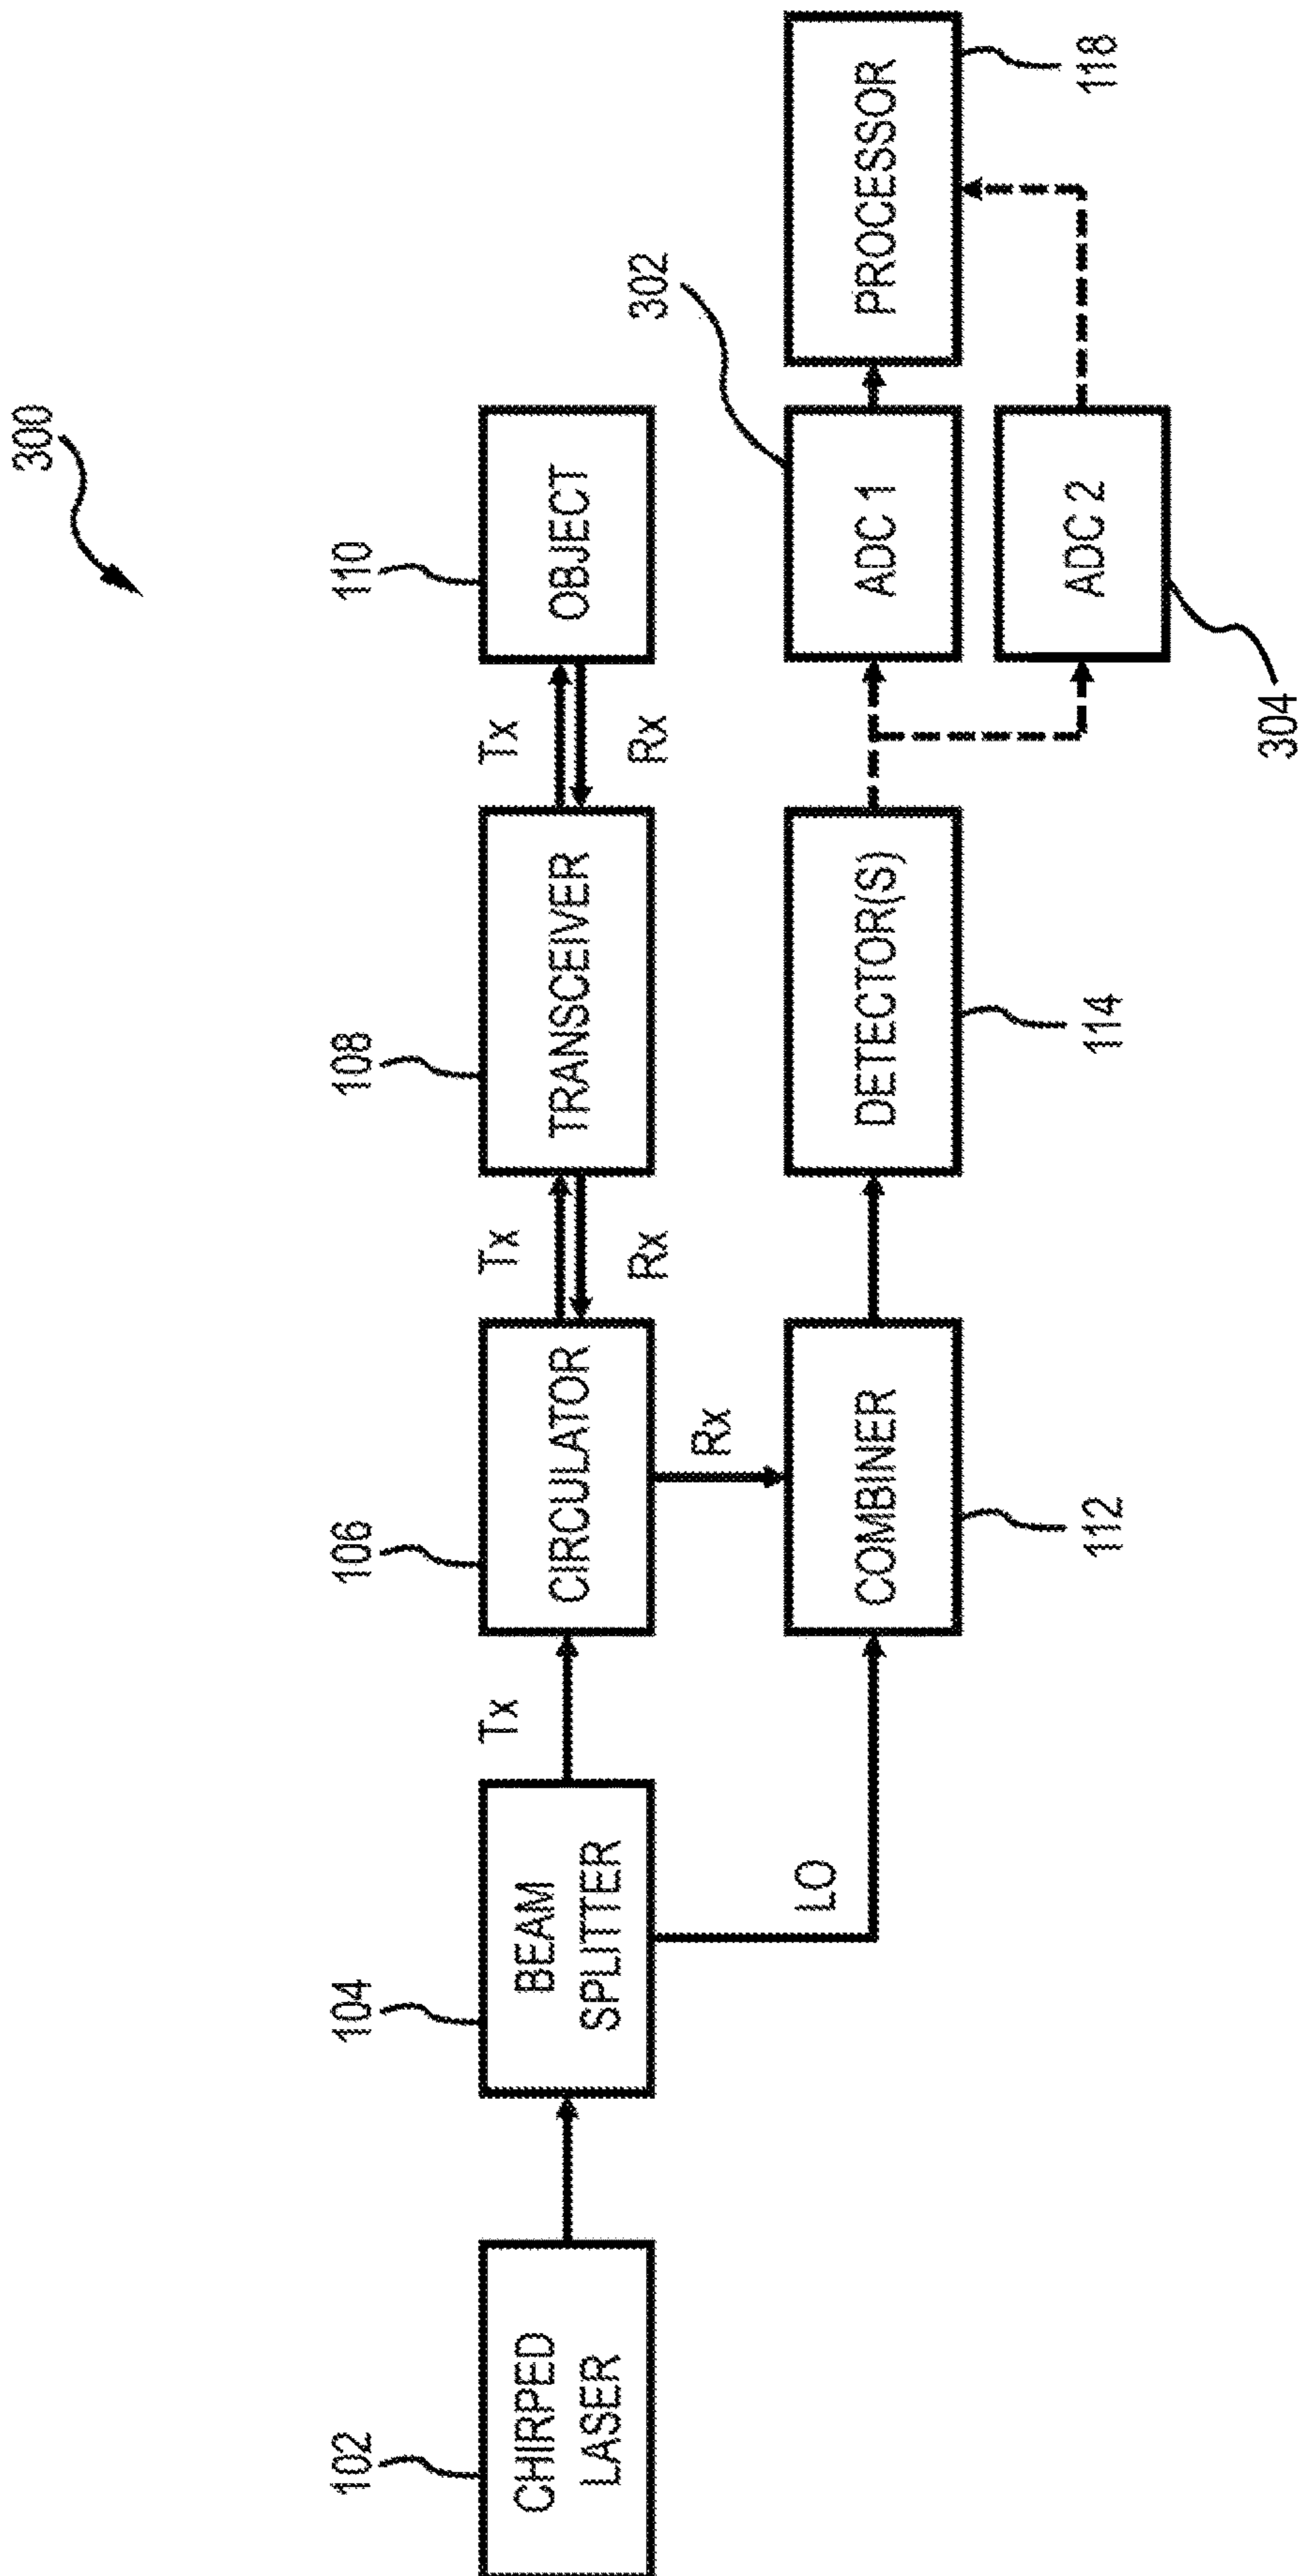 300
102
104
106
108
110
CHIRPED
LASER
BEAM
SPLITTER
Tx
CIRCULATOR
Tx
Rx
TRANSCEIVER
Tx
Rx
OBJECT
LO
Rx
302
COMBINER
DETECTOR(S)
ADC 1
PROCESSOR
112
114
118
ADC 2
304